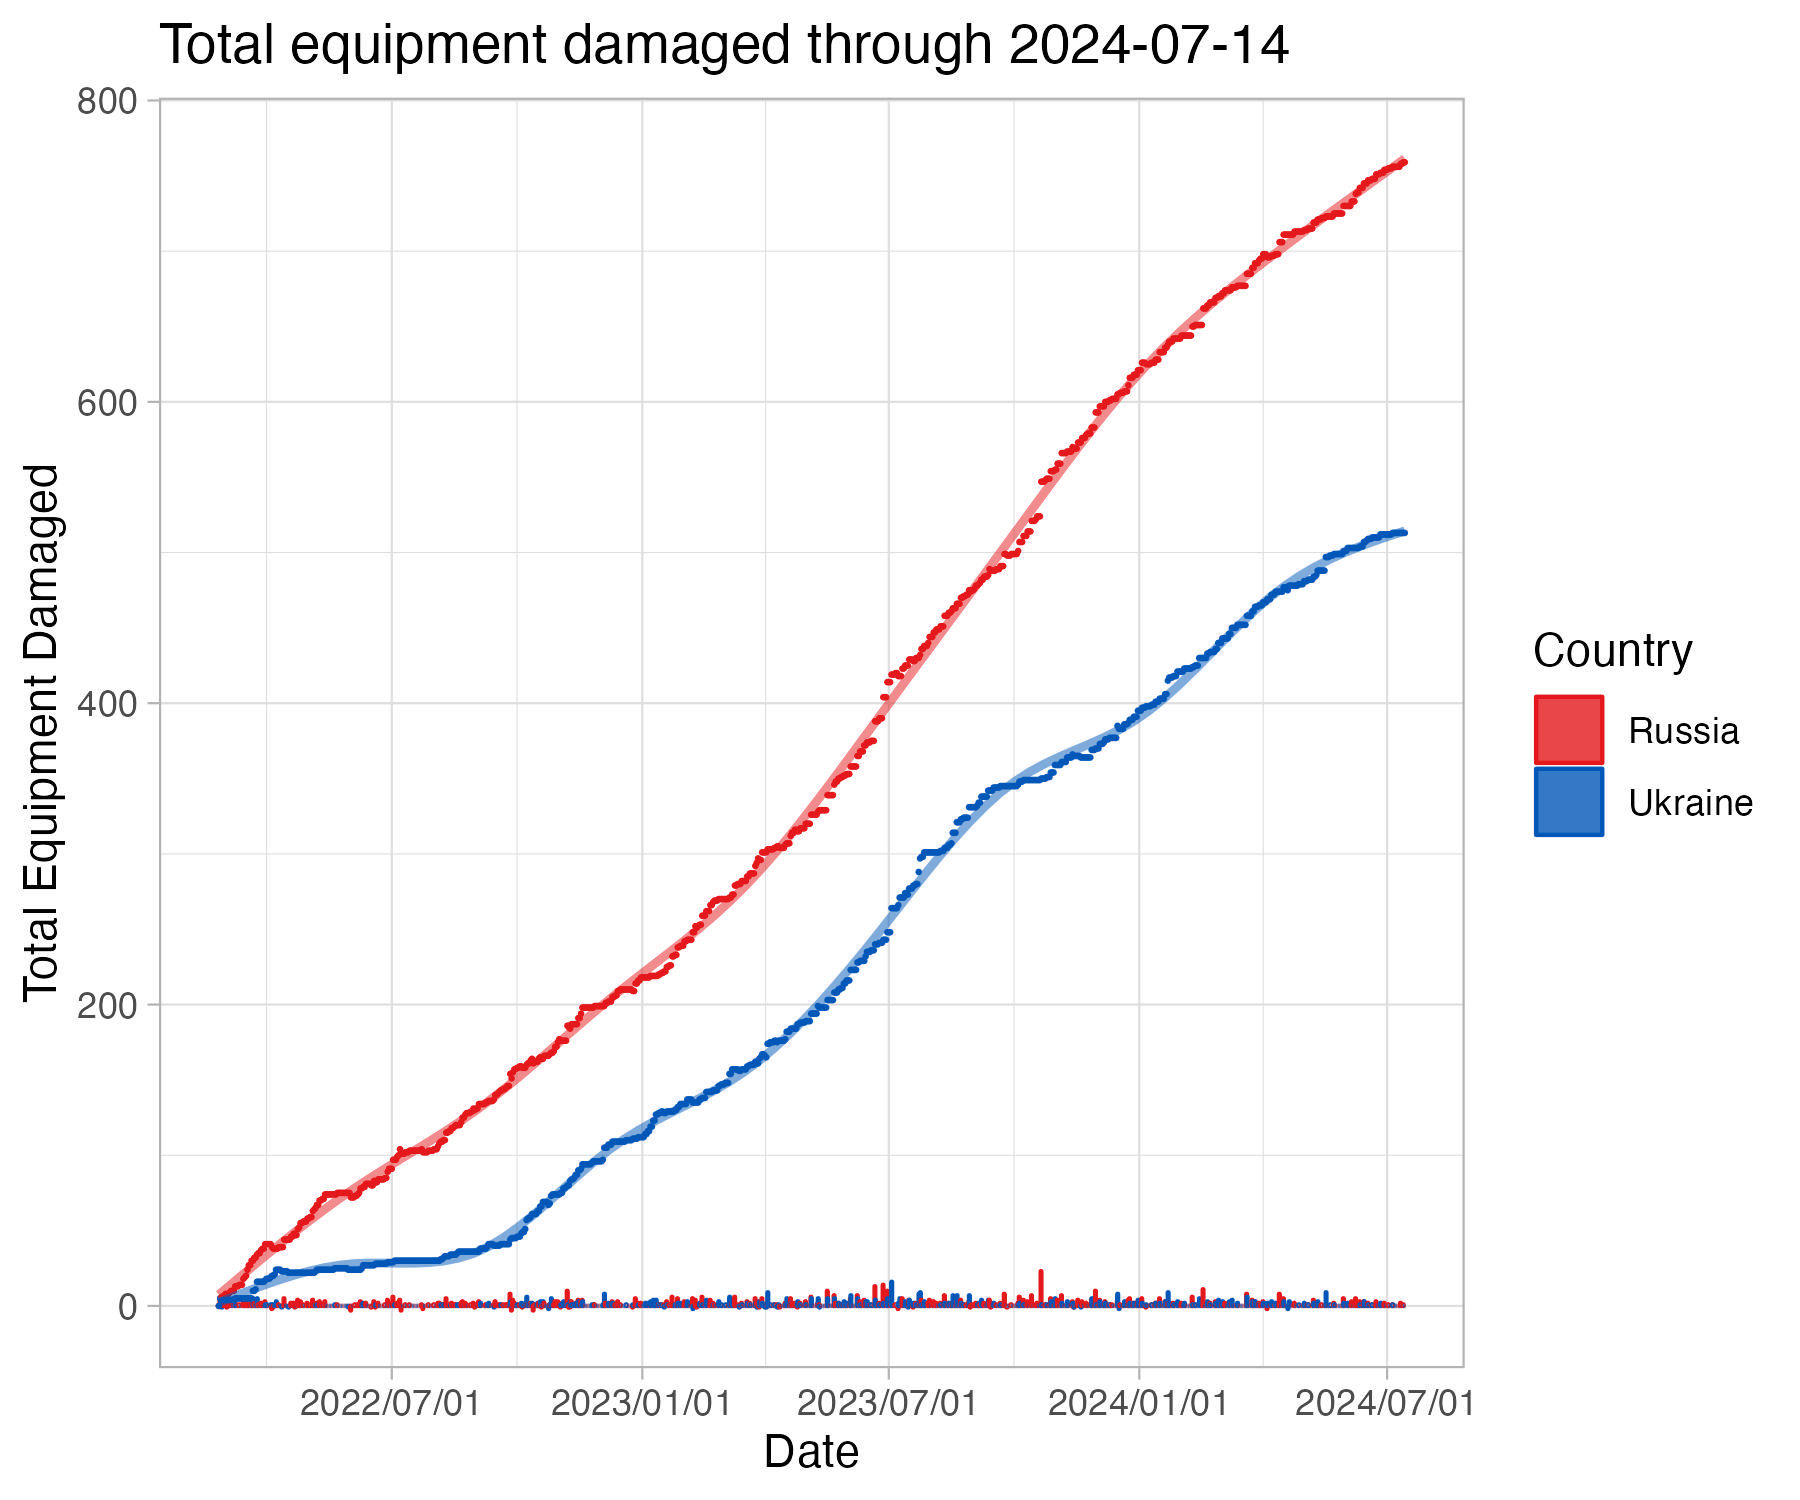 Total equipment damaged through 2024-07-14
Total Equipment Damaged
800
600
400
200
0
2022/07/01
2023/01/01
2023/07/01
2024/01/01
2024/07/01
Date
Country
Russia
Ukraine